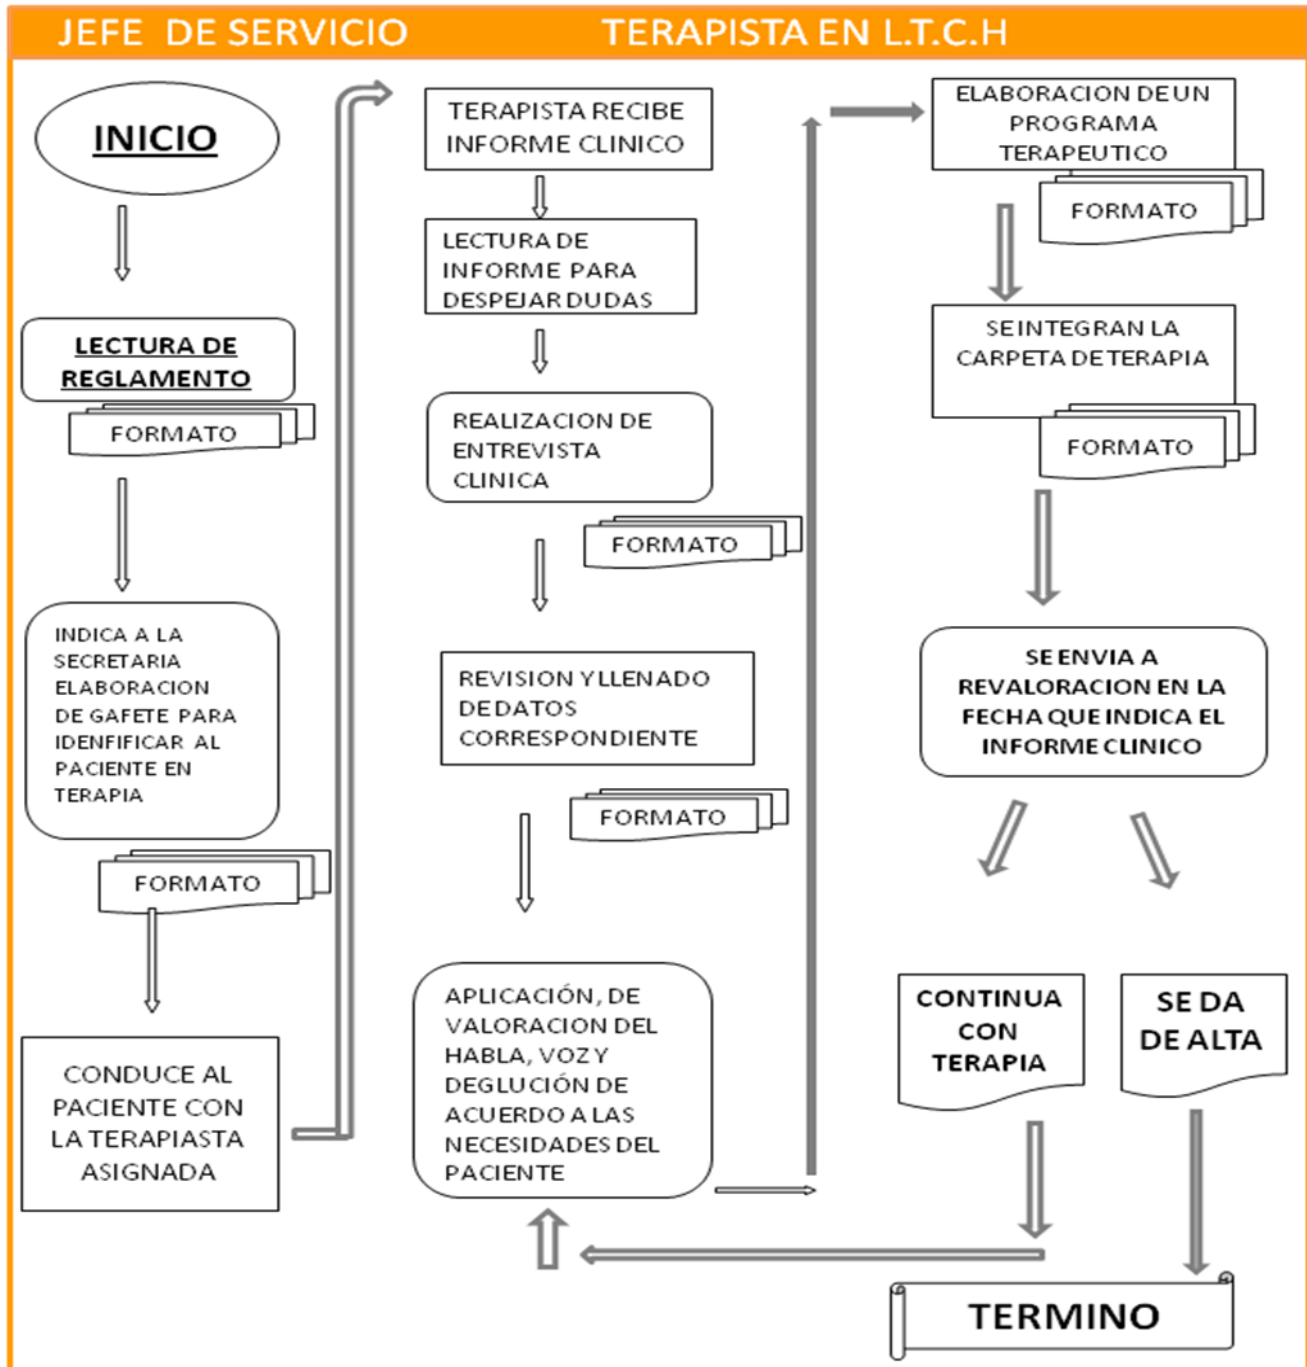 JEFE DE SERVICIO
TERAPISTA EN L.T.C.H
INICIO
LECTURA DE
REGLAMENTO
FORMATO
INDICA A LA
SECRETARIA
ELABORACION
DE GAFETE PARA
IDENFIFICAR AL
PACIENTE EN
TERAPIA
FORMATO
CONDUCE AL
PACIENTE CON
LA TERAPIASTA
ASIGNADA
TERAPISTA RECIBE
INFORME CLINICO
LECTURA DE
INFORME PARA
DESPEJAR DUDAS
REALIZACION DE
ENTREVISTA
CLINICA
FORMATO
REVISION Y LLENADO
DE DATOS
CORRESPONDIENTE
FORMATO
APLICACIÓN, DE
VALORACION DEL
HABLA, VOZ Y
DEGLUCIÓN DE
ACUERDO A LAS
NECESIDADES DEL
PACIENTE
ELABORACION DE UN
PROGRAMA
TERAPEUTICO
FORMATO
SE INTEGRAN LA
CARPETA DE TERAPIA
FORMATO
SE ENVIA A
REVALORACION EN LA
FECHA QUE INDICA EL
INFORME CLINICO
CONTINUA
CON
TERAPIA
SE DA
DE ALTA
TERMINO